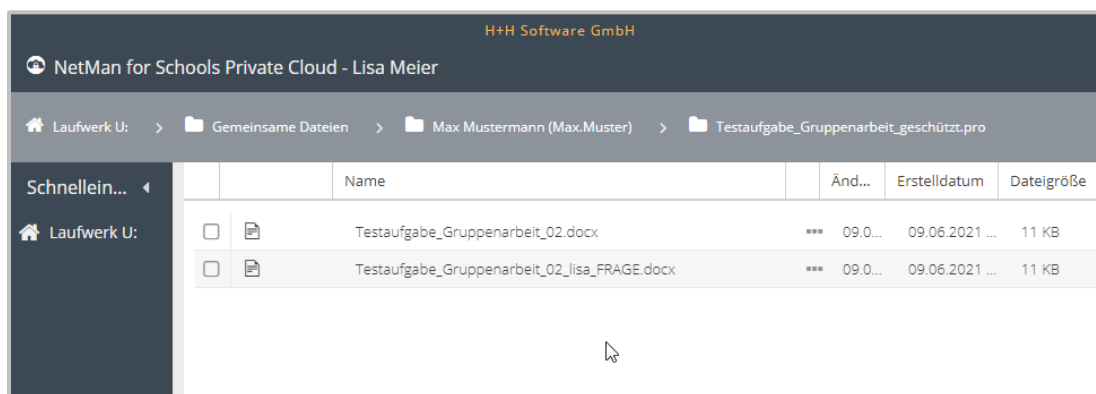 H+H Software GmbH
NetMan for Schools Private Cloud - Lisa Meier
Laufwerk U: > Gemeinsame Dateien > Max Mustermann (Max.Muster) > Testaufgabe_Gruppenarbeit_geschützt.pro
Schnellein... Name Änd... Erstelldatum Dateigröße
Laufwerk U: Testaufgabe_Gruppenarbeit_02.docx 09.0... 09.06.2021 ... 11 KB
Testaufgabe_Gruppenarbeit_02_lisa_FRAGE.docx 09.0... 09.06.2021 ... 11 KB